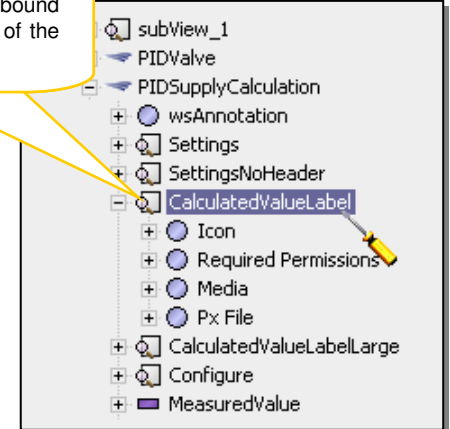 bound
of the
subView_1
PIDValve
PIDSupplyCalculation
wsAnnotation
Settings
SettingsNoHeader
CalculatedValueLabel
Icon
Required Permissions
Media
Px File
CalculatedValueLabelLarge
Configure
MeasuredValue